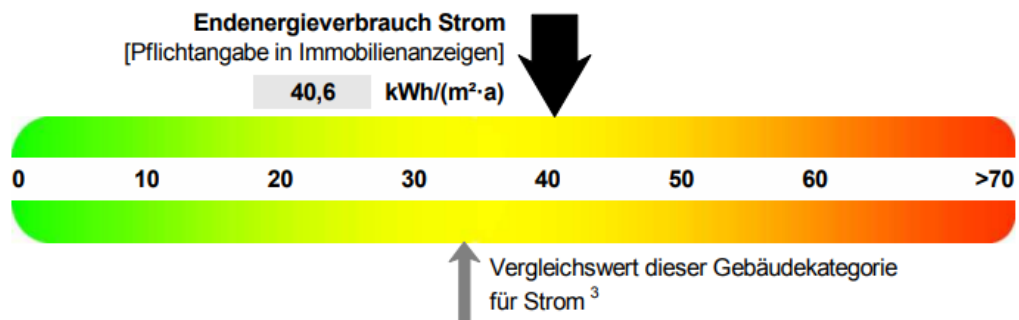 Endenergieverbrauch Strom
[Pflichtangabe in Immobilienanzeigen]
40,6 kWh/(m²·a)
0 10 20 30 40 50 60 >70
Vergleichswert dieser Gebäudekategorie
für Strom ³